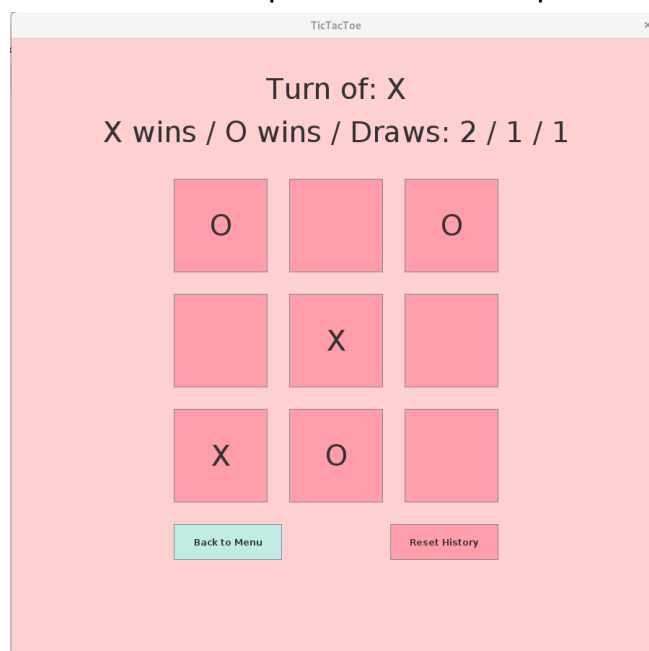 TicTacToe
Turn of: X
X wins / O wins / Draws: 2 / 1 / 1
O O
X
X O
Back to Menu Reset History